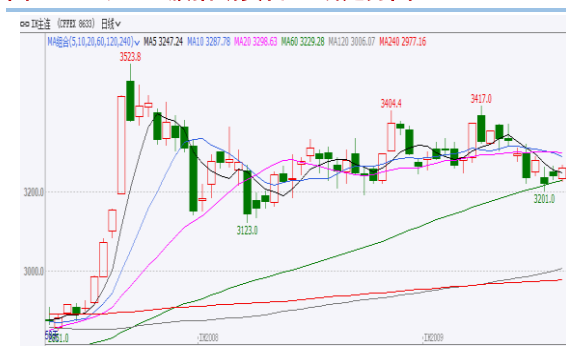 IH主连 (CFFEX 8633) 日线
MA组合(5,10,20,60,120,240) MA5 3247.24 MA10 3287.78 MA20 3298.63 MA60 3229.28 MA120 3006.07 MA240 2977.16
3523.8
3404.4
3417.0
3200.0
3201.0
3123.0
3000.0
IH2008
IH2009